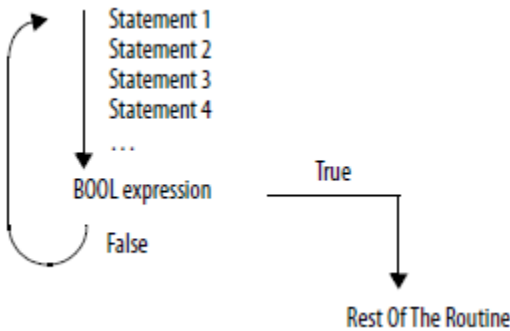 Statement 1
Statement 2
Statement 3
Statement 4
...
BOOL expression
True
False
Rest Of The Routine